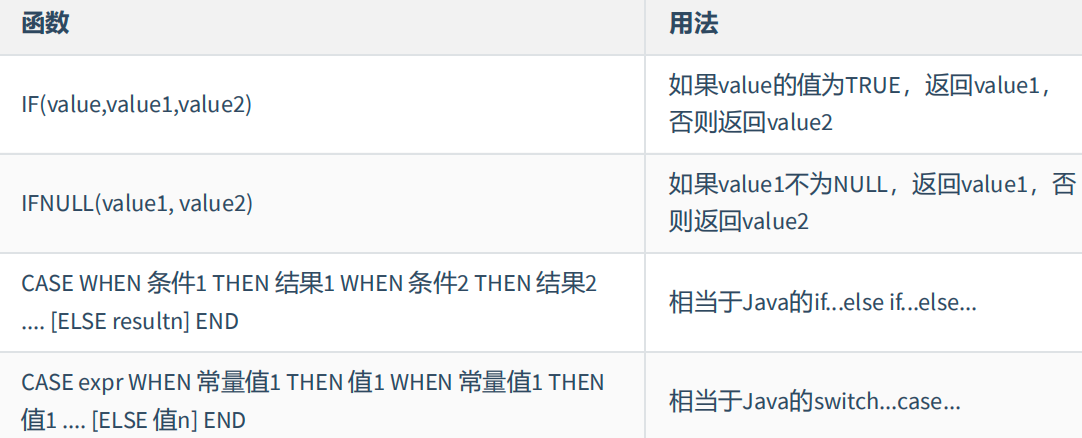 函数
用法
IF(value,value1,value2)
如果value的值为TRUE，返回value1，
否则返回value2
IFNULL(value1, value2)
如果value1不为NULL，返回value1，否
则返回value2
CASE WHEN 条件1 THEN 结果1 WHEN 条件2 THEN 结果2
.... [ELSE resultn] END
相当于Java的if...else if...else...
CASE expr WHEN 常量值1 THEN 值1 WHEN 常量值1 THEN
值1 .... [ELSE 值n] END
相当于Java的switch...case...